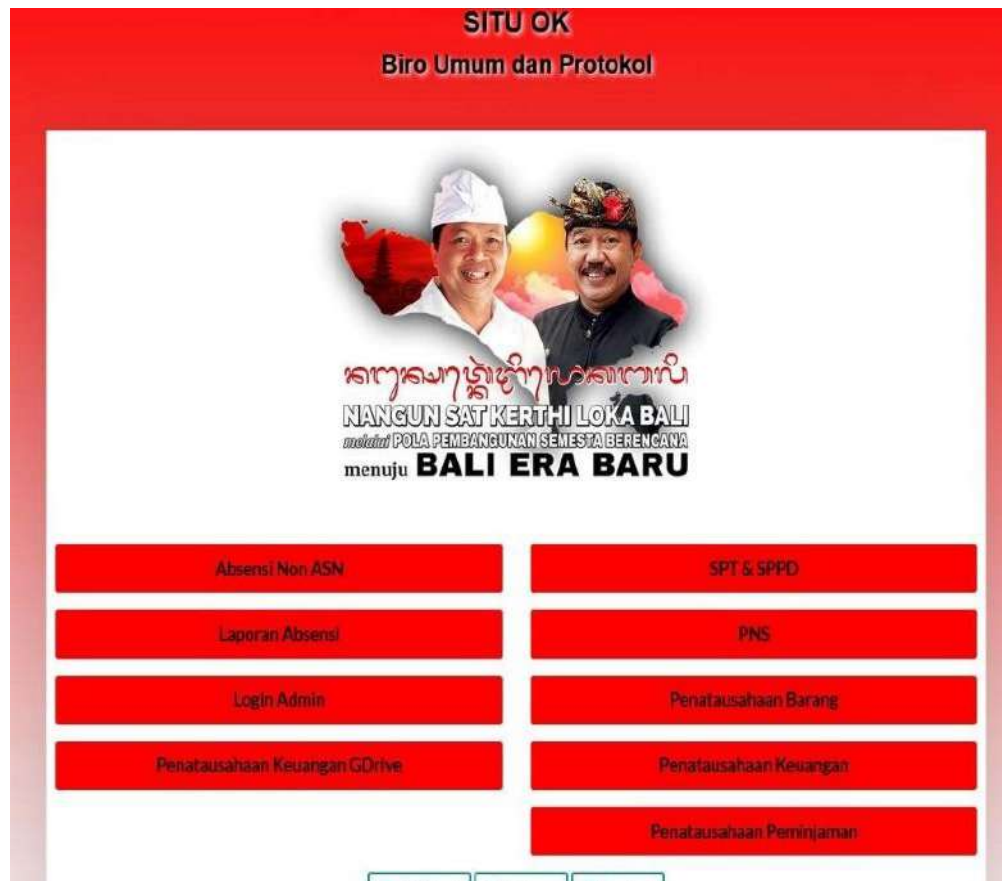 SITU OK
Biro Umum dan Protokol
NANGUN SAT KERTHI LOKA BALI
melalui POLA PEMBANGUNAN SEMESTA BERENCANA
menuju BALI ERA BARU
Absensi Non ASN
SPT & SPPD
Laporan Absensi
PNS
Login Admin
Penatausahaan Barang
Penatausahaan Keuangan GDrive
Penatausahaan Keuangan
Penatausahaan Peminjaman